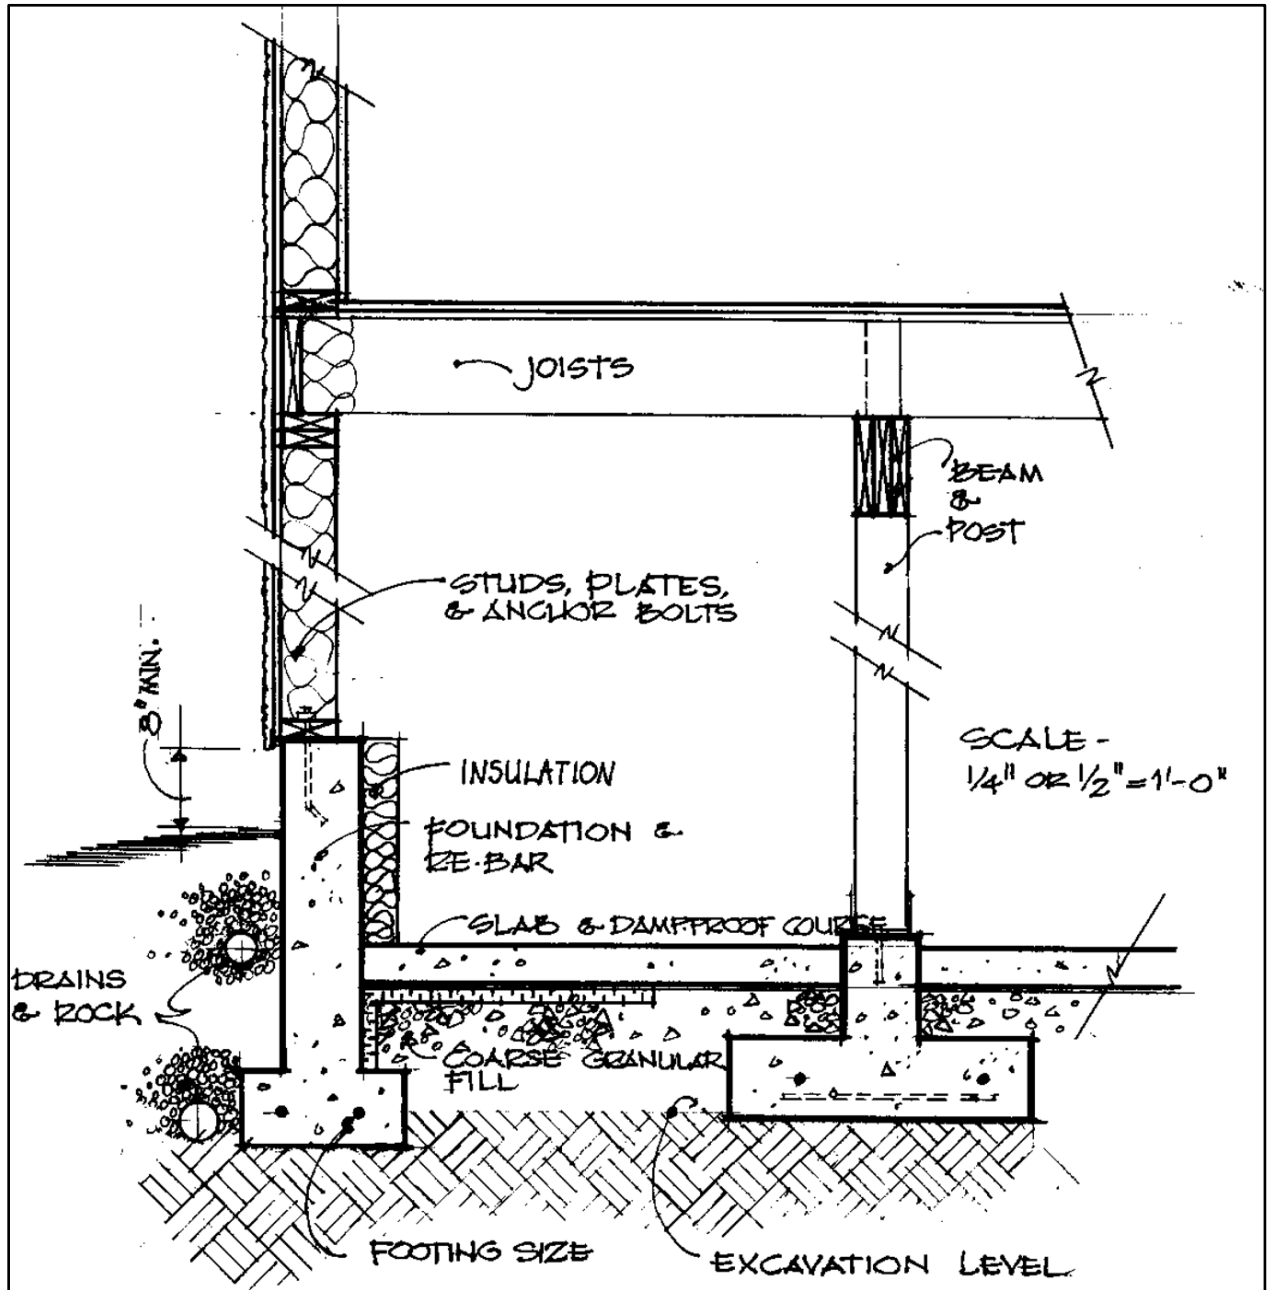 JOISTS
BEAM
&
POST
STUDS, PLATES,
& ANCHOR BOLTS
8" MIN.
SCALE -
1/4" OR 1/2" = 1'-0"
INSULATION
FOUNDATION &
RE-BAR
SLAB & DAMPPROOF COURSE
DRAINS
& ROCK
COARSE GRANULAR
FILL
FOOTING SIZE
EXCAVATION LEVEL